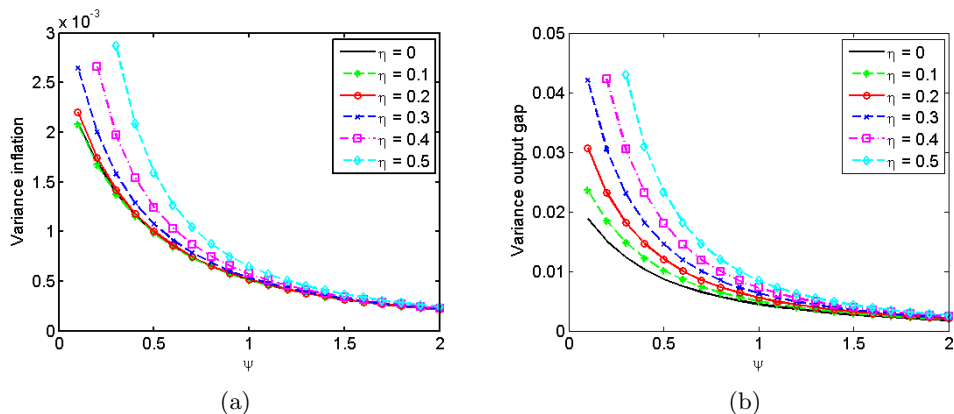 x 10^-3
3
2.5
2
1.5
1
0.5
0
0 0.5 1 1.5 2
Variance inflation
Ψ
η = 0
η = 0.1
η = 0.2
η = 0.3
η = 0.4
η = 0.5
(a)
0.05
0.04
0.03
0.02
0.01
0
0 0.5 1 1.5 2
Variance output gap
Ψ
η = 0
η = 0.1
η = 0.2
η = 0.3
η = 0.4
η = 0.5
(b)